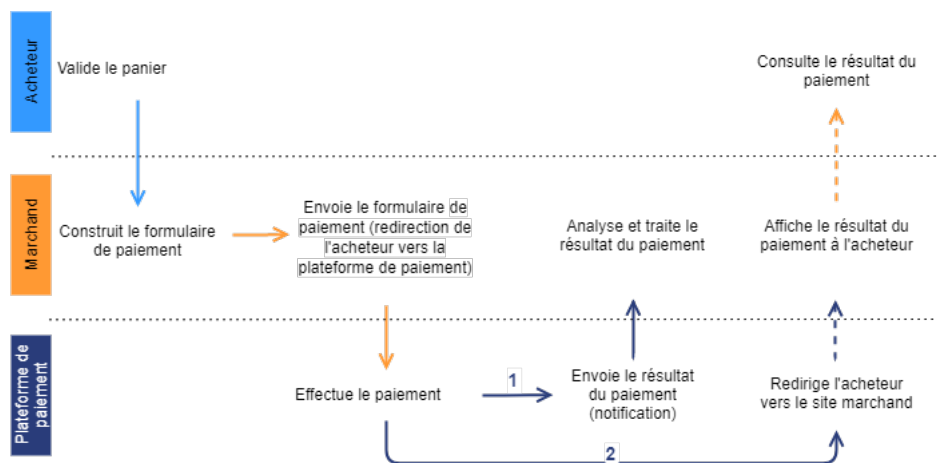 Acheteur
Valide le panier
Consulte le résultat du
paiement
Marchand
Construit le formulaire
de paiement
Envoie le formulaire de
paiement (redirection de
l'acheteur vers la
plateforme de paiement)
Analyse et traite le
résultat du paiement
Affiche le résultat du
paiement à l'acheteur
Plateforme de
paiement
Effectue le paiement
1
Envoie le résultat
du paiement
(notification)
Redirige l'acheteur
vers le site marchand
2